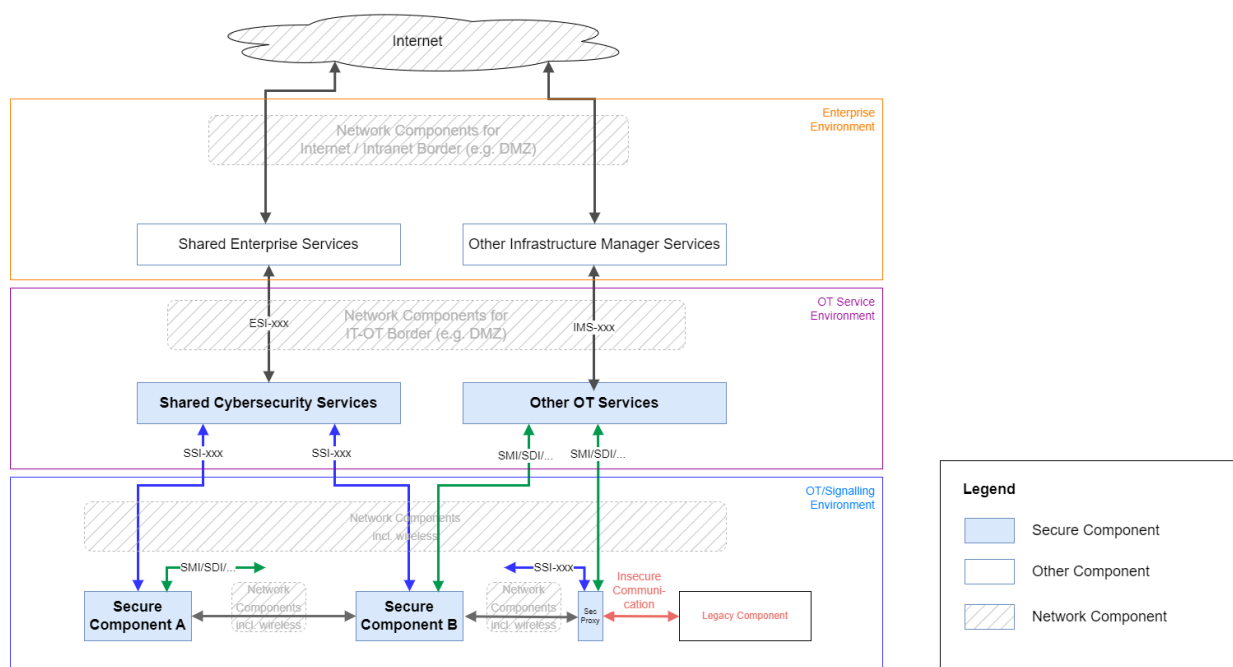 Internet
Enterprise
Environment
Network Components for
Internet / Intranet Border (e.g. DMZ)
Shared Enterprise Services
Other Infrastructure Manager Services
OT Service
Environment
Network Components for
IT-OT Border (e.g. DMZ)
ESI-xxx
IMS-xxx
Shared Cybersecurity Services
Other OT Services
SSI-xxx
SSI-xxx
SMI/SDI/...
SMI/SDI/...
OT/Signalling
Environment
Network Components
incl. wireless
SMI/SDI/...
SSI-xxx
Secure
Component A
Network
Components
incl. wireless
Secure
Component B
Network
Components
incl. wireless
Sec
Proxy
Insecure
Communi-
cation
Legacy Component
Legend
Secure Component
Other Component
Network Component